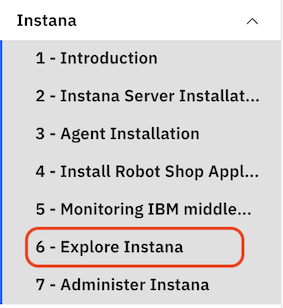 Instana
1 - Introduction
2 - Instana Server Installat...
3 - Agent Installation
4 - Install Robot Shop Appl...
5 - Monitoring IBM middle...
6 - Explore Instana
7 - Administer Instana